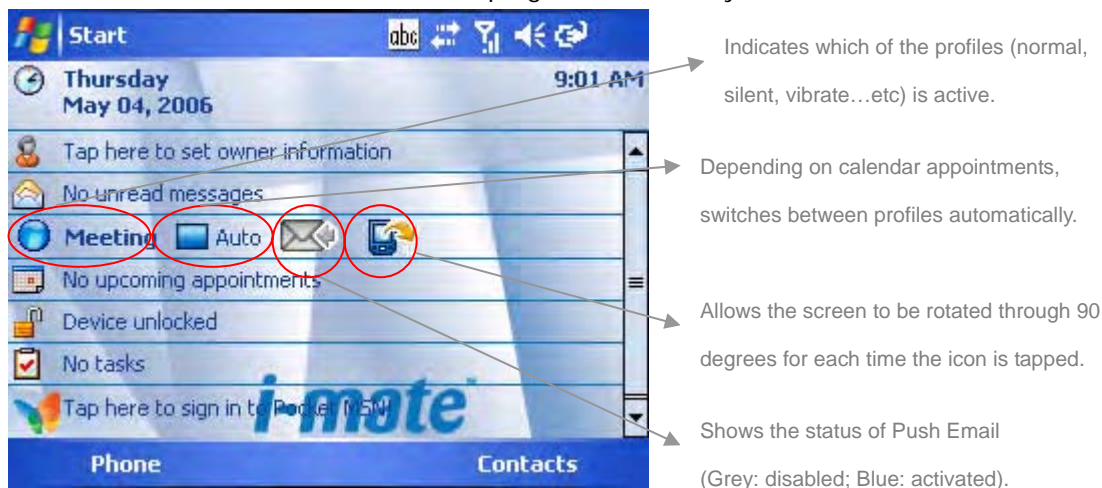 Start
abc
Thursday
9:01 AM
May 04, 2006
Tap here to set owner information
No unread messages
Meeting
Auto
No upcoming appointments
Device unlocked
No tasks
i-mate
Tap here to sign in to Pocket MSN!
Phone
Contacts
Indicates which of the profiles (normal,
silent, vibrate…etc) is active.
Depending on calendar appointments,
switches between profiles automatically.
Allows the screen to be rotated through 90
degrees for each time the icon is tapped.
Shows the status of Push Email
(Grey: disabled; Blue: activated).